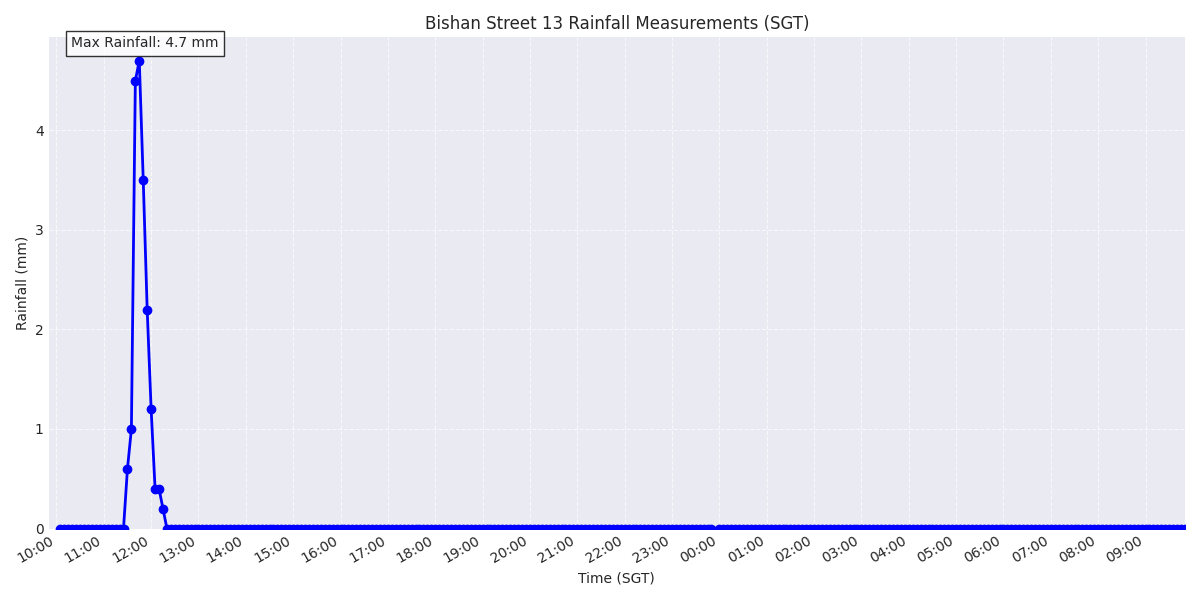 Bishan Street 13 Rainfall Measurements (SGT)
Max Rainfall: 4.7 mm
Rainfall (mm)
4
3
2
1
0
10:00 11:00 12:00 13:00 14:00 15:00 16:00 17:00 18:00 19:00 20:00 21:00 22:00 23:00 00:00 01:00 02:00 03:00 04:00 05:00 06:00 07:00 08:00 09:00
Time (SGT)